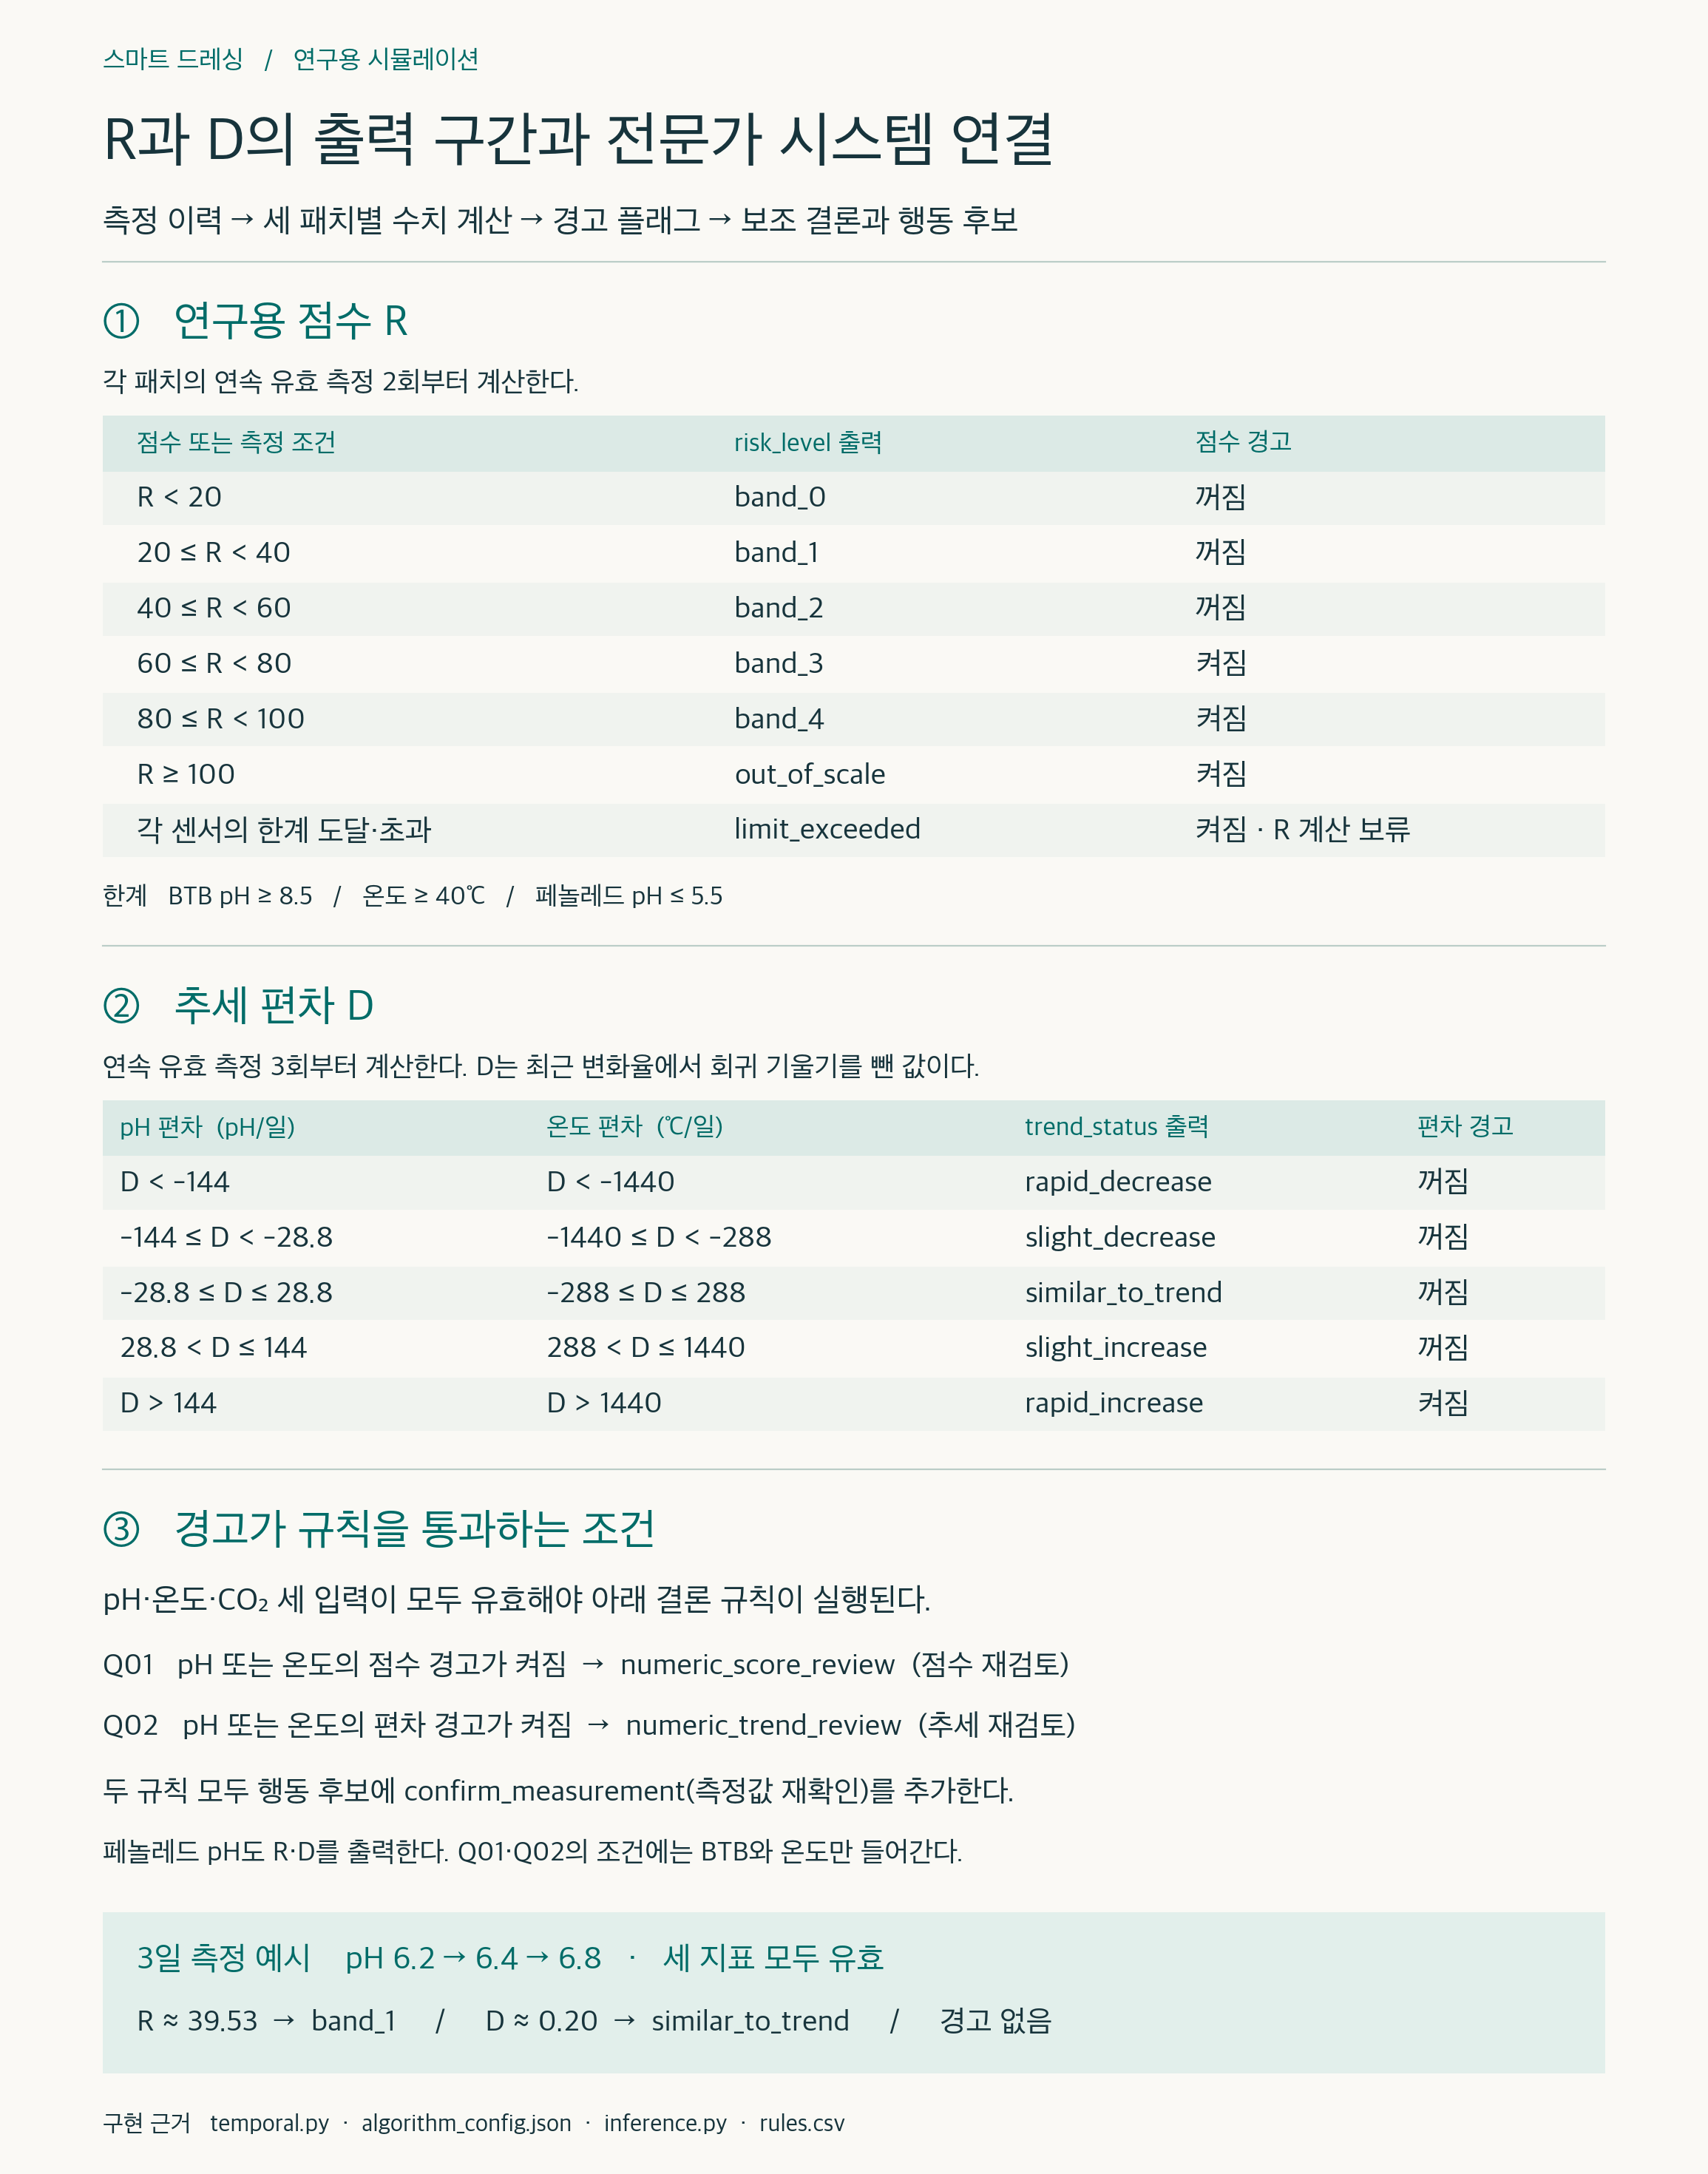 스마트 드레싱 / 연구용 시뮬레이션
R과 D의 출력 구간과 전문가 시스템 연결
측정 이력 → 세 패치별 수치 계산 → 경고 플래그 → 보조 결론과 행동 후보
① 연구용 점수 R
각 패치의 연속 유효 측정 2회부터 계산한다.
점수 또는 측정 조건 risk_level 출력 점수 경고
R < 20 band_0 꺼짐
20 ≤ R < 40 band_1 꺼짐
40 ≤ R < 60 band_2 꺼짐
60 ≤ R < 80 band_3 켜짐
80 ≤ R < 100 band_4 켜짐
R ≥ 100 out_of_scale 켜짐
각 센서의 한계 도달·초과 limit_exceeded 켜짐 · R 계산 보류
한계 BTB pH ≥ 8.5 / 온도 ≥ 40℃ / 페놀레드 pH ≤ 5.5
② 추세 편차 D
연속 유효 측정 3회부터 계산한다. D는 최근 변화율에서 회귀 기울기를 뺀 값이다.
pH 편차 (pH/일) 온도 편차 (℃/일) trend_status 출력 편차 경고
D < -144 D < -1440 rapid_decrease 꺼짐
-144 ≤ D < -28.8 -1440 ≤ D < -288 slight_decrease 꺼짐
-28.8 ≤ D ≤ 28.8 -288 ≤ D ≤ 288 similar_to_trend 꺼짐
28.8 < D ≤ 144 288 < D ≤ 1440 slight_increase 꺼짐
D > 144 D > 1440 rapid_increase 켜짐
③ 경고가 규칙을 통과하는 조건
pH·온도·CO₂ 세 입력이 모두 유효해야 아래 결론 규칙이 실행된다.
Q01 pH 또는 온도의 점수 경고가 켜짐 → numeric_score_review (점수 재검토)
Q02 pH 또는 온도의 편차 경고가 켜짐 → numeric_trend_review (추세 재검토)
두 규칙 모두 행동 후보에 confirm_measurement(측정값 재확인)를 추가한다.
페놀레드 pH도 R·D를 출력한다. Q01·Q02의 조건에는 BTB와 온도만 들어간다.
3일 측정 예시 pH 6.2 → 6.4 → 6.8 · 세 지표 모두 유효
R ≈ 39.53 → band_1 / D ≈ 0.20 → similar_to_trend / 경고 없음
구현 근거 temporal.py · algorithm_config.json · inference.py · rules.csv